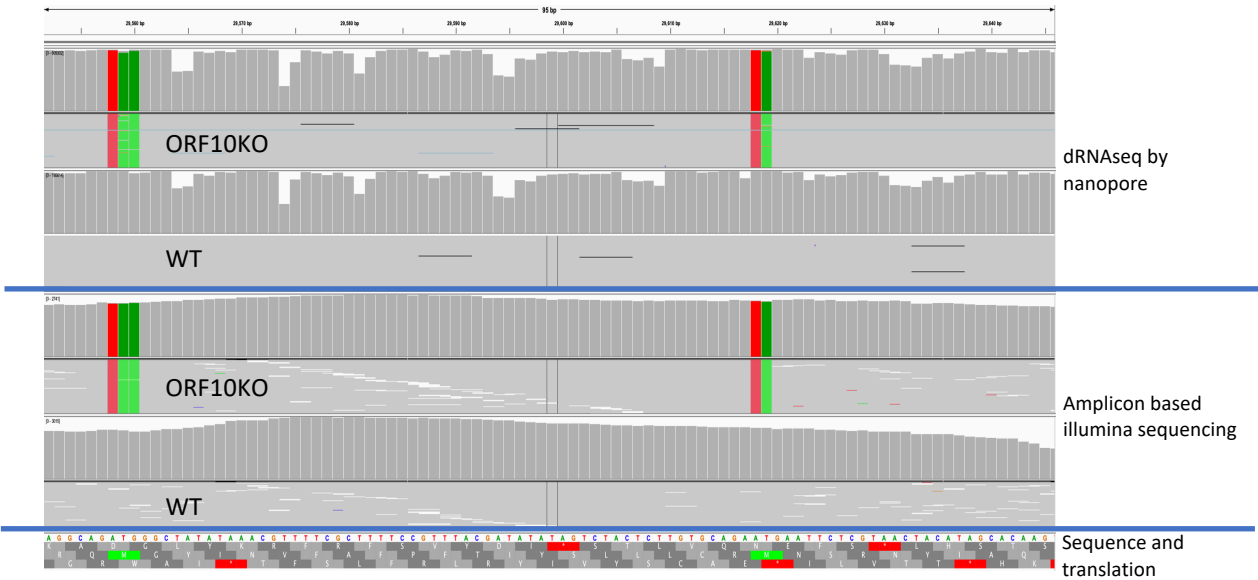 95 bp
29,560 bp 29,570 bp 29,580 bp 29,590 bp 29,600 bp 29,610 bp 29,620 bp 29,630 bp 29,640 bp
ORF10KO
dRNAseq by
nanopore
WT
[0 - 2741]
ORF10KO
Amplicon based
illumina sequencing
WT
A G G C A G A T G G G C T A T A T A A A C G T T T T C G C T T T T C C G T T T A C G A T A T A T A G T C T A C T C T T G T G C A G A A T G A A T T C T C G T A A C T A C A T A G C A C A A G
K A D G L Y K R F R F S V Y D I * S T L V Q N E F S * L H S T S
R Q M G Y I N V F A F P F T I Y S L L L C R M N S R N Y I A Q
G R W A I * T F S L F R L R Y I V Y S C A E * I L V T T * H K
Sequence and
translation